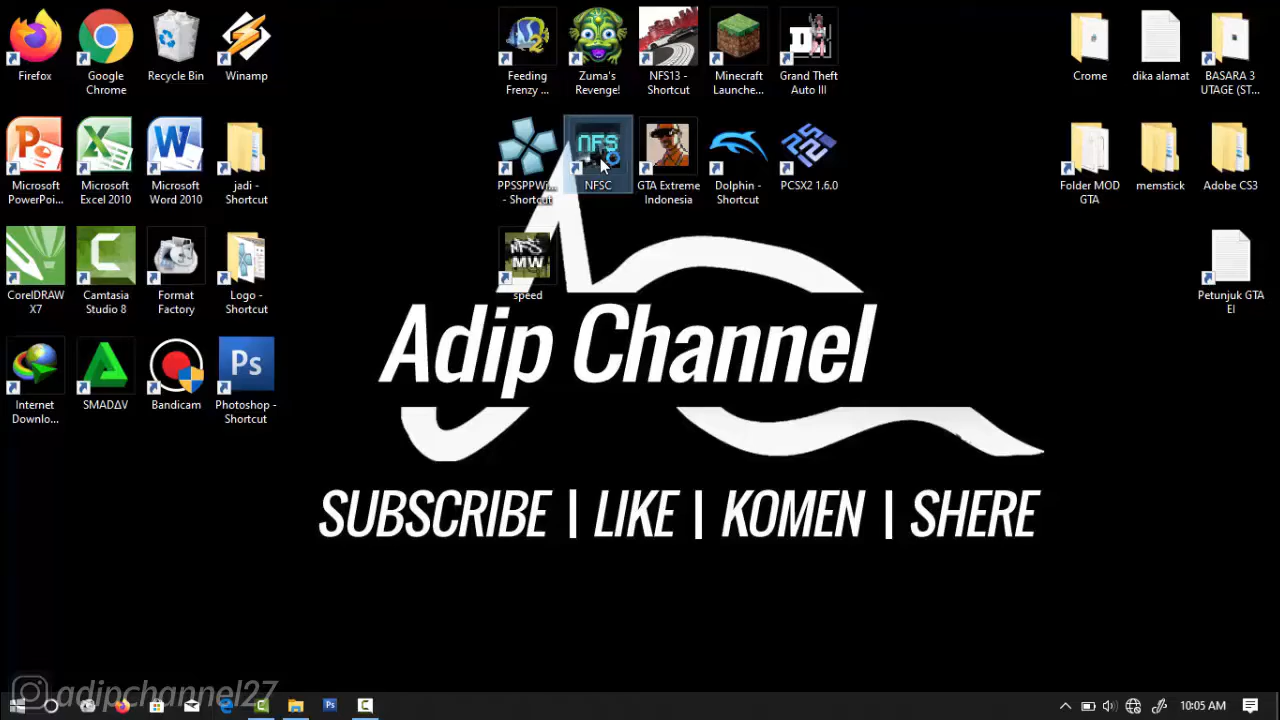 Firefox
Google
Chrome
Recycle Bin
Winamp
Feeding
Frenzy ...
Zuma's
Revenge!
NFS13 -
Shortcut
Minecraft
Launche...
Grand Theft
Auto III
Crome
dika alamat
BASARA 3
UTAGE (ST...
Microsoft
PowerPoi...
Microsoft
Excel 2010
Microsoft
Word 2010
jadi -
Shortcut
PPSSPPWi...
- Shortcut
NFS
NFSC
GTA Extreme
Indonesia
Dolphin -
Shortcut
PCSX2 1.6.0
Folder MOD
GTA
memstick
Adobe CS3
CorelDRAW
X7
Camtasia
Studio 8
Format
Factory
Logo -
Shortcut
MW
speed
Petunjuk GTA
EI
Internet
Downlo...
SMADΔV
Bandicam
Ps
Photoshop -
Shortcut
Adip Channel
SUBSCRIBE | LIKE | KOMEN | SHERE
adipchannel27
10:05 AM